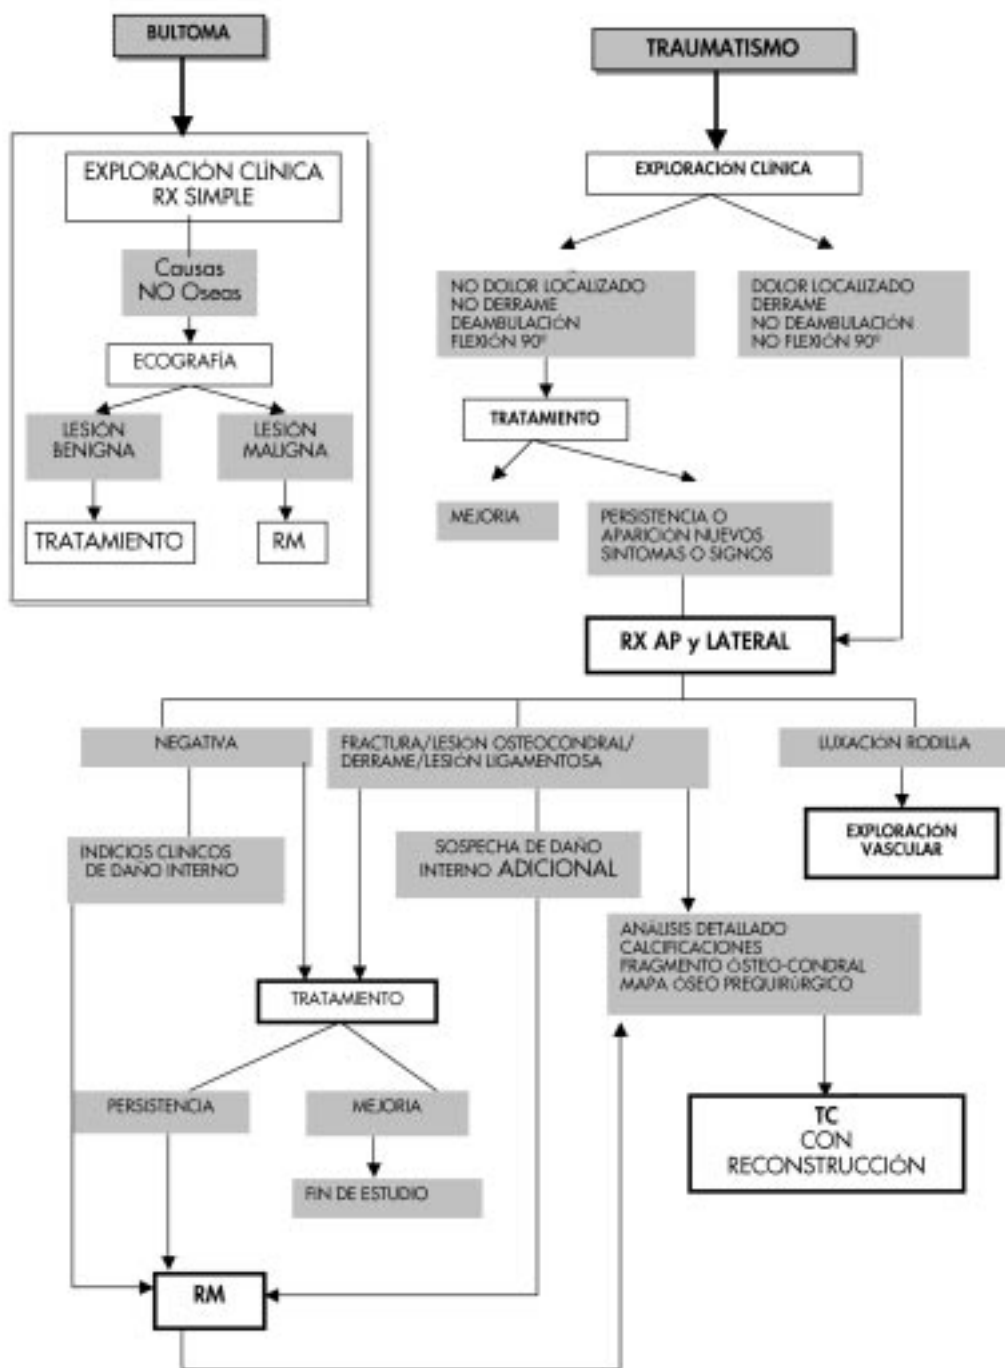 BULTOMA
EXPLORACIÓN CLÍNICA
RX SIMPLE
Causas
NO Oseas
ECOGRAFÍA
LESIÓN
BENIGNA
LESIÓN
MALIGNA
TRATAMIENTO
RM
TRAUMATISMO
EXPLORACIÓN CLÍNICA
NO DOLOR LOCALIZADO
NO DERRAME
DEAMBULACIÓN
FLEXIÓN 90º
DOLOR LOCALIZADO
DERRAME
NO DEAMBULACIÓN
NO FLEXIÓN 90º
TRATAMIENTO
MEJORIA
PERSISTENCIA O
APARICIÓN NUEVOS
SINTOMAS O SIGNOS
RX AP y LATERAL
NEGATIVA
FRACTURA/LESIÓN OSTEOCONDRAL/
DERRAME/LESIÓN LIGAMENTOSA
LUXACIÓN RODILLA
INDICIOS CLINICOS
DE DAÑO INTERNO
SOSPECHA DE DAÑO
INTERNO ADICIONAL
EXPLORACIÓN
VASCULAR
ANÁLISIS DETALLADO
CALCIFICACIONES
FRAGMENTO ÓSTEO-CONDRAL
MAPA ÓSEO PREQUIRÚRGICO
TRATAMIENTO
PERSISTENCIA
MEJORIA
FIN DE ESTUDIO
TC
CON
RECONSTRUCCIÓN
RM